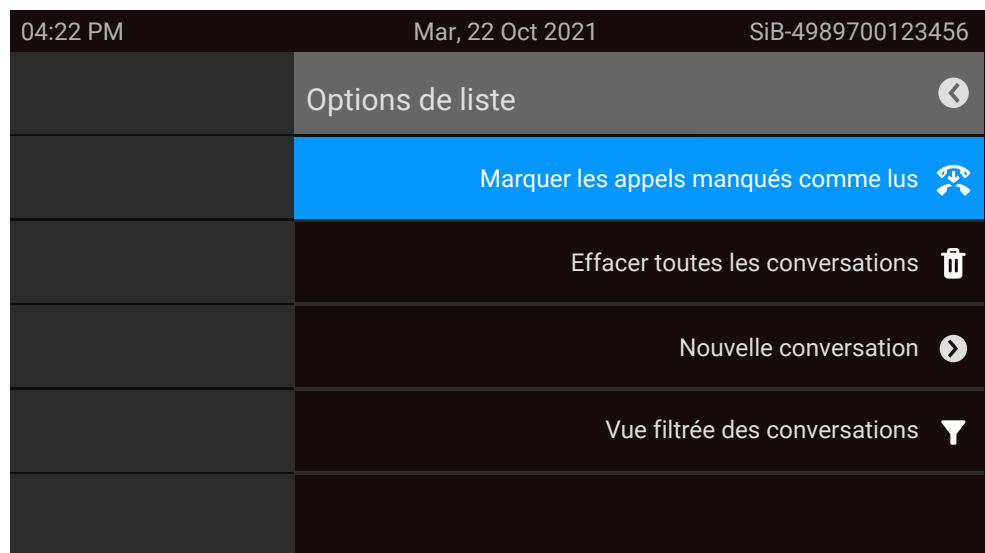 04:22 PM Mar, 22 Oct 2021 SiB-4989700123456
Options de liste
Marquer les appels manqués comme lus
Effacer toutes les conversations
Nouvelle conversation
Vue filtrée des conversations